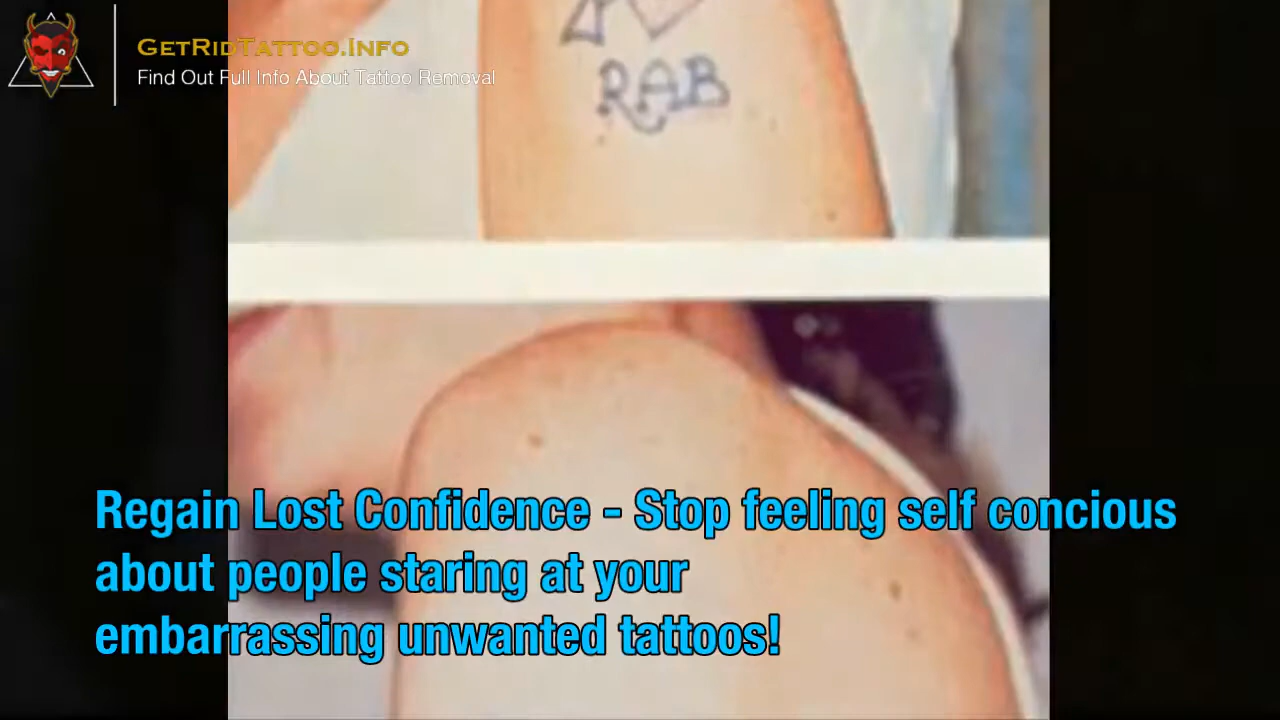 GetRidTattoo.Info
Find Out Full Info About Tattoo Removal
RAB
Regain Lost Confidence - Stop feeling self concious
about people staring at your
embarrassing unwanted tattoos!